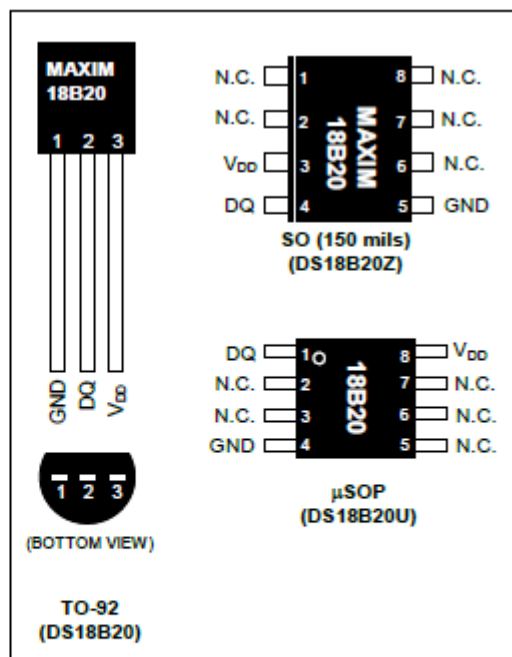 MAXIM
18B20
1 2 3
GND DQ VDD
1 2 3
(BOTTOM VIEW)
TO-92
(DS18B20)
N.C. 1 8 N.C.
N.C. 2 7 N.C.
VDD 3 6 N.C.
DQ 4 5 GND
MAXIM
18B20
SO (150 mils)
(DS18B20Z)
DQ 1 8 VDD
N.C. 2 7 N.C.
N.C. 3 6 N.C.
GND 4 5 N.C.
18B20
µSOP
(DS18B20U)